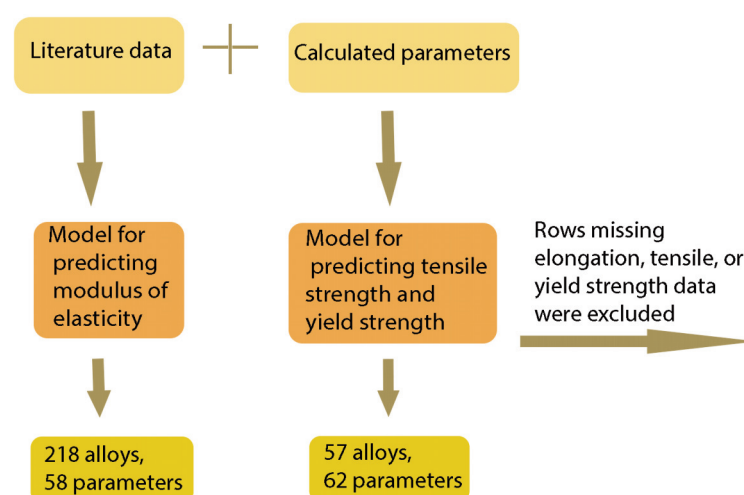 Literature data
Calculated parameters
Model for
predicting
modulus of
elasticity
Model for
predicting tensile
strength and
yield strength
Rows missing
elongation, tensile, or
yield strength data
were excluded
218 alloys,
58 parameters
57 alloys,
62 parameters